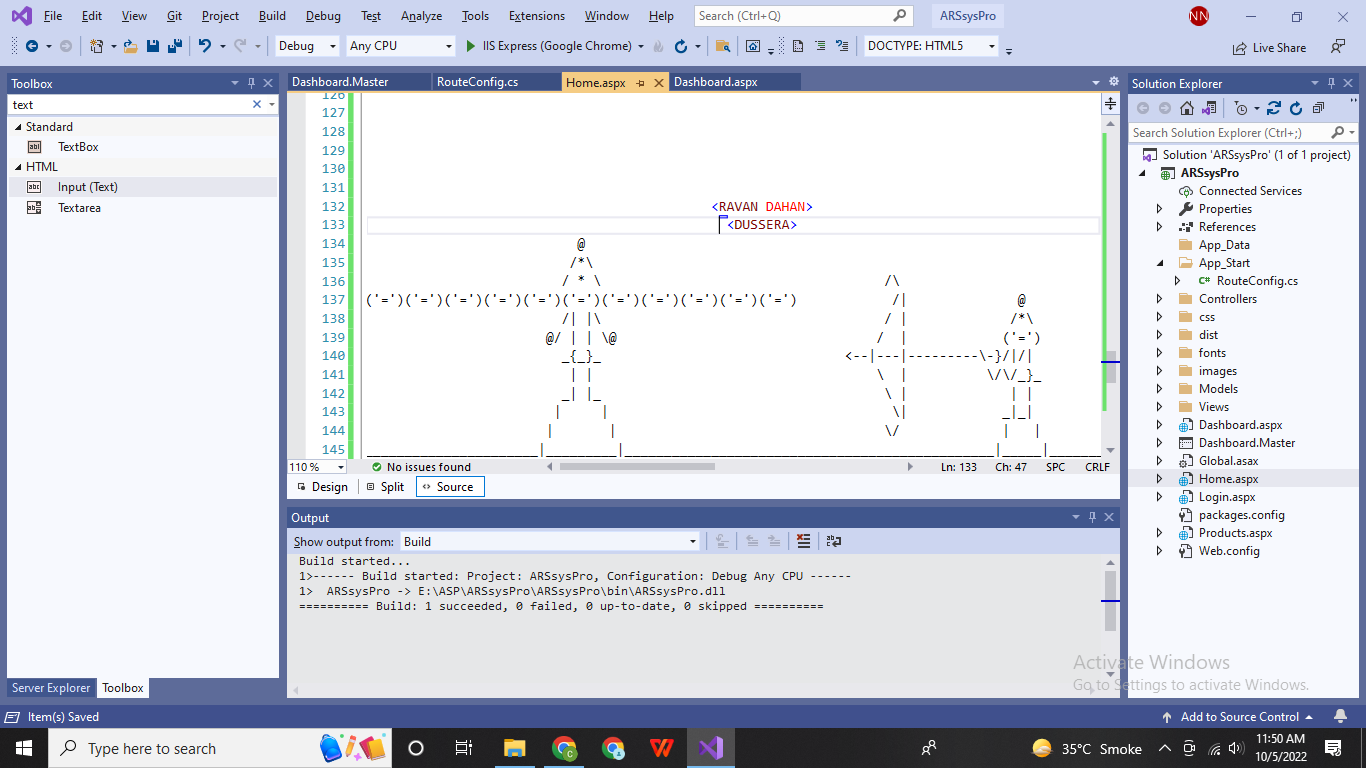 File Edit View Git Project Build Debug Test Analyze Tools Extensions Window Help Search (Ctrl+Q) ARSsysPro NN
Debug Any CPU IIS Express (Google Chrome) DOCTYPE: HTML5 Live Share
Toolbox
text
Standard
TextBox
HTML
Input (Text)
Textarea
Server Explorer Toolbox
Dashboard.Master RouteConfig.cs Home.aspx Dashboard.aspx
126
127
128
129
130
131
132 <RAVAN DAHAN>
133 <DUSSERA>
134 @
135 /*\
136 / * \ /\
137 ('=')('=')('=')('=')('=')('=')('=')('=')('=')('=')('=') /| @
138 /| |\ / | /*\
139 @/ | | \@ / | ('=')
140 _{_}_ <--|---|---------\-}/|/|
141 | | \ | \/\/_}_
142 _| |_ \ | | |
143 | | \| _|_|
144 | | \/ | |
145 ______________________|_________|_______________________________________________|_____|_______
110 % No issues found Ln: 133 Ch: 47 SPC CRLF
Design Split Source
Output
Show output from: Build
Build started...
1>------ Build started: Project: ARSsysPro, Configuration: Debug Any CPU ------
1> ARSsysPro -> E:\ASP\ARSsysPro\ARSsysPro\bin\ARSsysPro.dll
========== Build: 1 succeeded, 0 failed, 0 up-to-date, 0 skipped ==========
Solution Explorer
Search Solution Explorer (Ctrl+;)
Solution 'ARSsysPro' (1 of 1 project)
ARSsysPro
Connected Services
Properties
References
App_Data
App_Start
C# RouteConfig.cs
Controllers
css
dist
fonts
images
Models
Views
Dashboard.aspx
Dashboard.Master
Global.asax
Home.aspx
Login.aspx
packages.config
Products.aspx
Web.config
Activate Windows
Go to Settings to activate Windows.
Item(s) Saved Add to Source Control
Type here to search 35°C Smoke 11:50 AM
10/5/2022